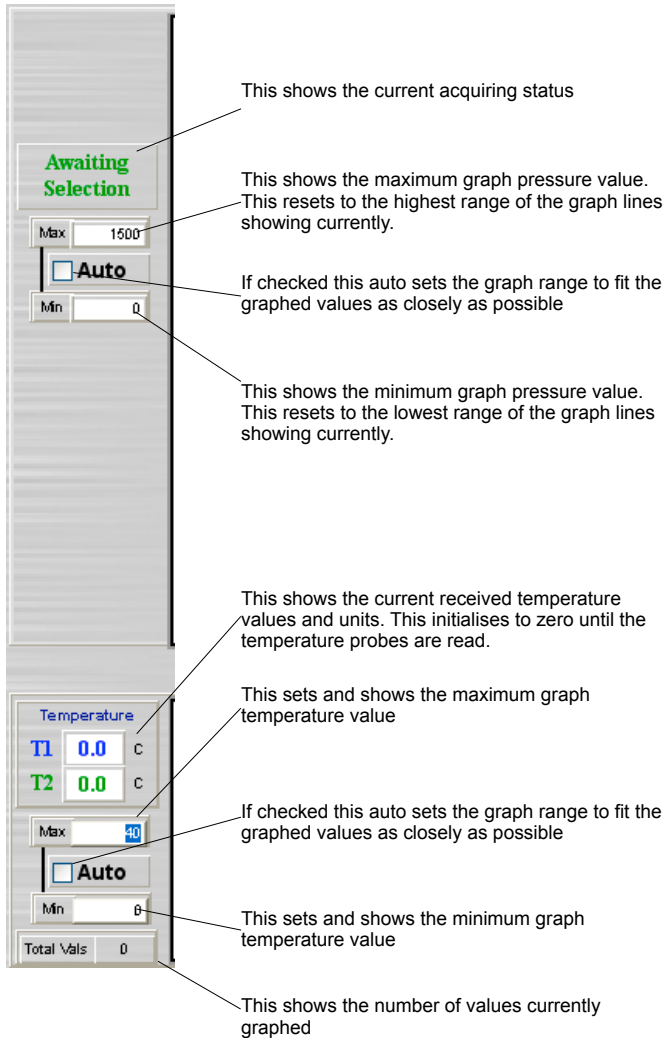 This shows the current acquiring status
Awaiting
Selection
This shows the maximum graph pressure value.
This resets to the highest range of the graph lines
showing currently.
Max 1500
Auto
If checked this auto sets the graph range to fit the
graphed values as closely as possible
Min 0
This shows the minimum graph pressure value.
This resets to the lowest range of the graph lines
showing currently.
This shows the current received temperature
values and units. This initialises to zero until the
temperature probes are read.
This sets and shows the maximum graph
temperature value
Temperature
T1 0.0 C
T2 0.0 C
If checked this auto sets the graph range to fit the
graphed values as closely as possible
Max 40
Auto
Min 0
This sets and shows the minimum graph
temperature value
Total Vals 0
This shows the number of values currently
graphed